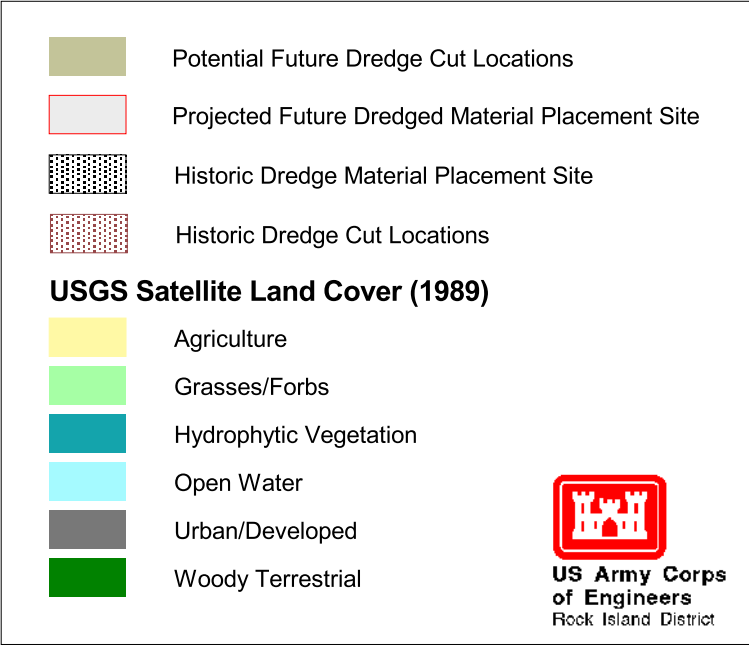 Potential Future Dredge Cut Locations
Projected Future Dredged Material Placement Site
Historic Dredge Material Placement Site
Historic Dredge Cut Locations
USGS Satellite Land Cover (1989)
Agriculture
Grasses/Forbs
Hydrophytic Vegetation
Open Water
Urban/Developed
Woody Terrestrial
US Army Corps
of Engineers
Rock Island District